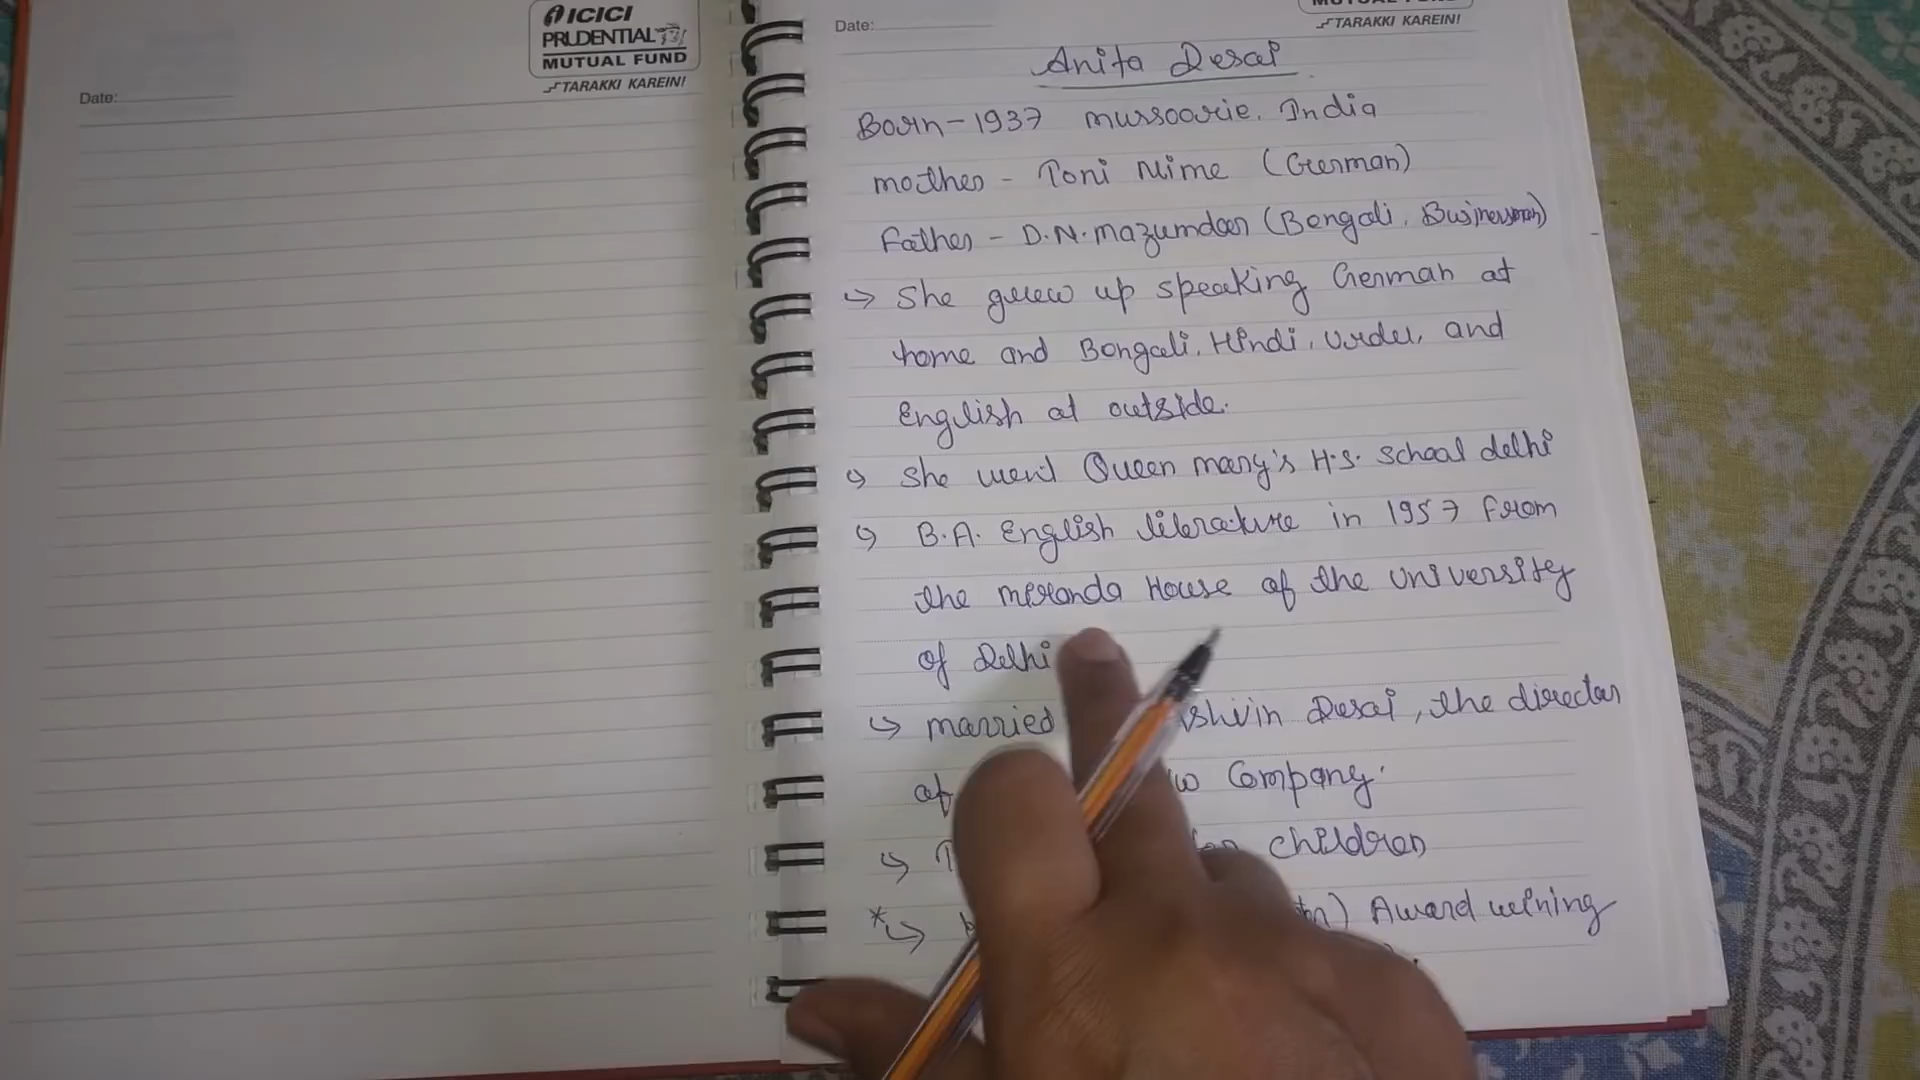 ICICI
PRUDENTIAL
MUTUAL FUND
TARAKKI KAREIN!
Date:
Date:
MUTUAL FUND
TARAKKI KAREIN!
Anita Desai
Born - 1937 mussoorie. India
mother - Toni Nime (German)
Father - D.N. mazumdar (Bengali, Businessman)
→ She grew up speaking German at
home and Bengali, Hindi, Urdu, and
English at outside.
→ She went Queen mary's H.S. School delhi
→ B.A. English literature in 1957 from
the miranda House of the University
of Delhi
→ married shvin Desai, the director
of Company.
→ children
*→ Award wining